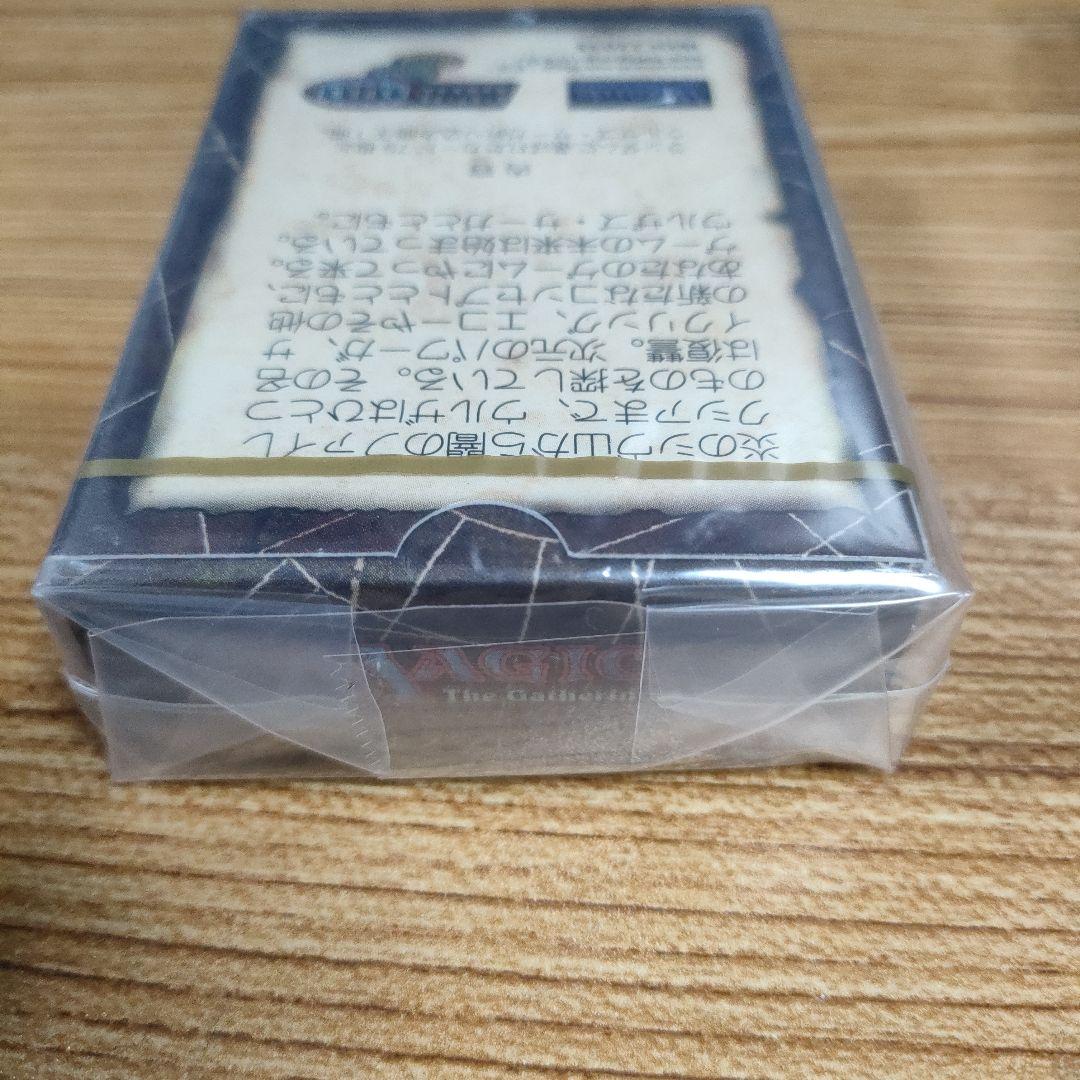 炎のシヴ山から闇のファイレ
クシアまで、ウルザはひとつ
のものを探している。その名
は復讐。次元のパワーが、サ
イクリング、エコーやその他
の新たなコンセプトとともに、
あなたのゲームにやって来る。
ゲームの未来は始まっている。
ウルザズ・サーガとともに。
内容
MAGIC
The Gatherin